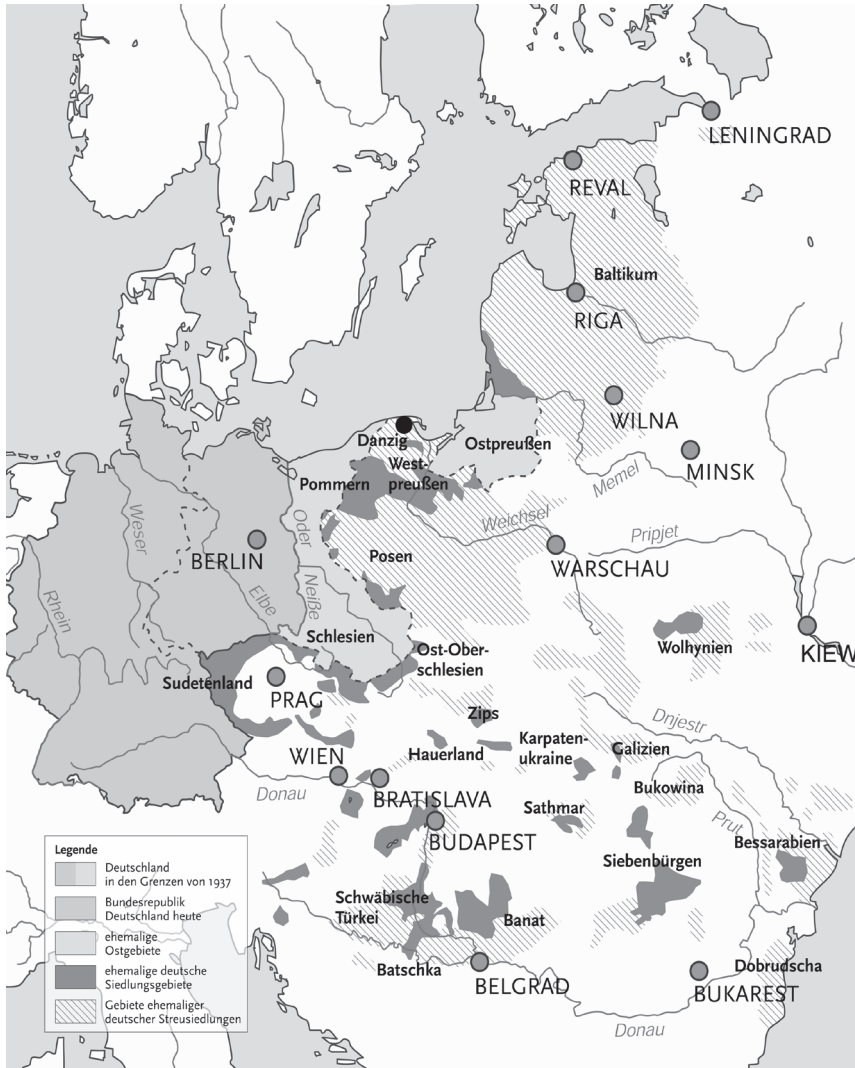 LENINGRAD
REVAL
Baltikum
RIGA
WILNA
Danzig
Ostpreußen
West-
preußen
MINSK
Pommern
Memel
Weser
Oder
Weichsel
Pripjet
BERLIN
Posen
WARSCHAU
Rhein
Elbe
Neiße
Schlesien
Wolhynien
KIEW
Ost-Ober-
schlesien
Sudetenland
PRAG
Zips
Dnjestr
WIEN
Hauerland
Karpaten-
ukraine
Galizien
Donau
BRATISLAVA
Bukowina
Sathmar
Prut
BUDAPEST
Bessarabien
Siebenbürgen
Schwäbische
Türkei
Banat
Batschka
BELGRAD
Dobrudscha
BUKAREST
Donau
Legende
Deutschland
in den Grenzen von 1937
Bundesrepublik
Deutschland heute
ehemalige
Ostgebiete
ehemalige deutsche
Siedlungsgebiete
Gebiete ehemaliger
deutscher Streusiedlungen